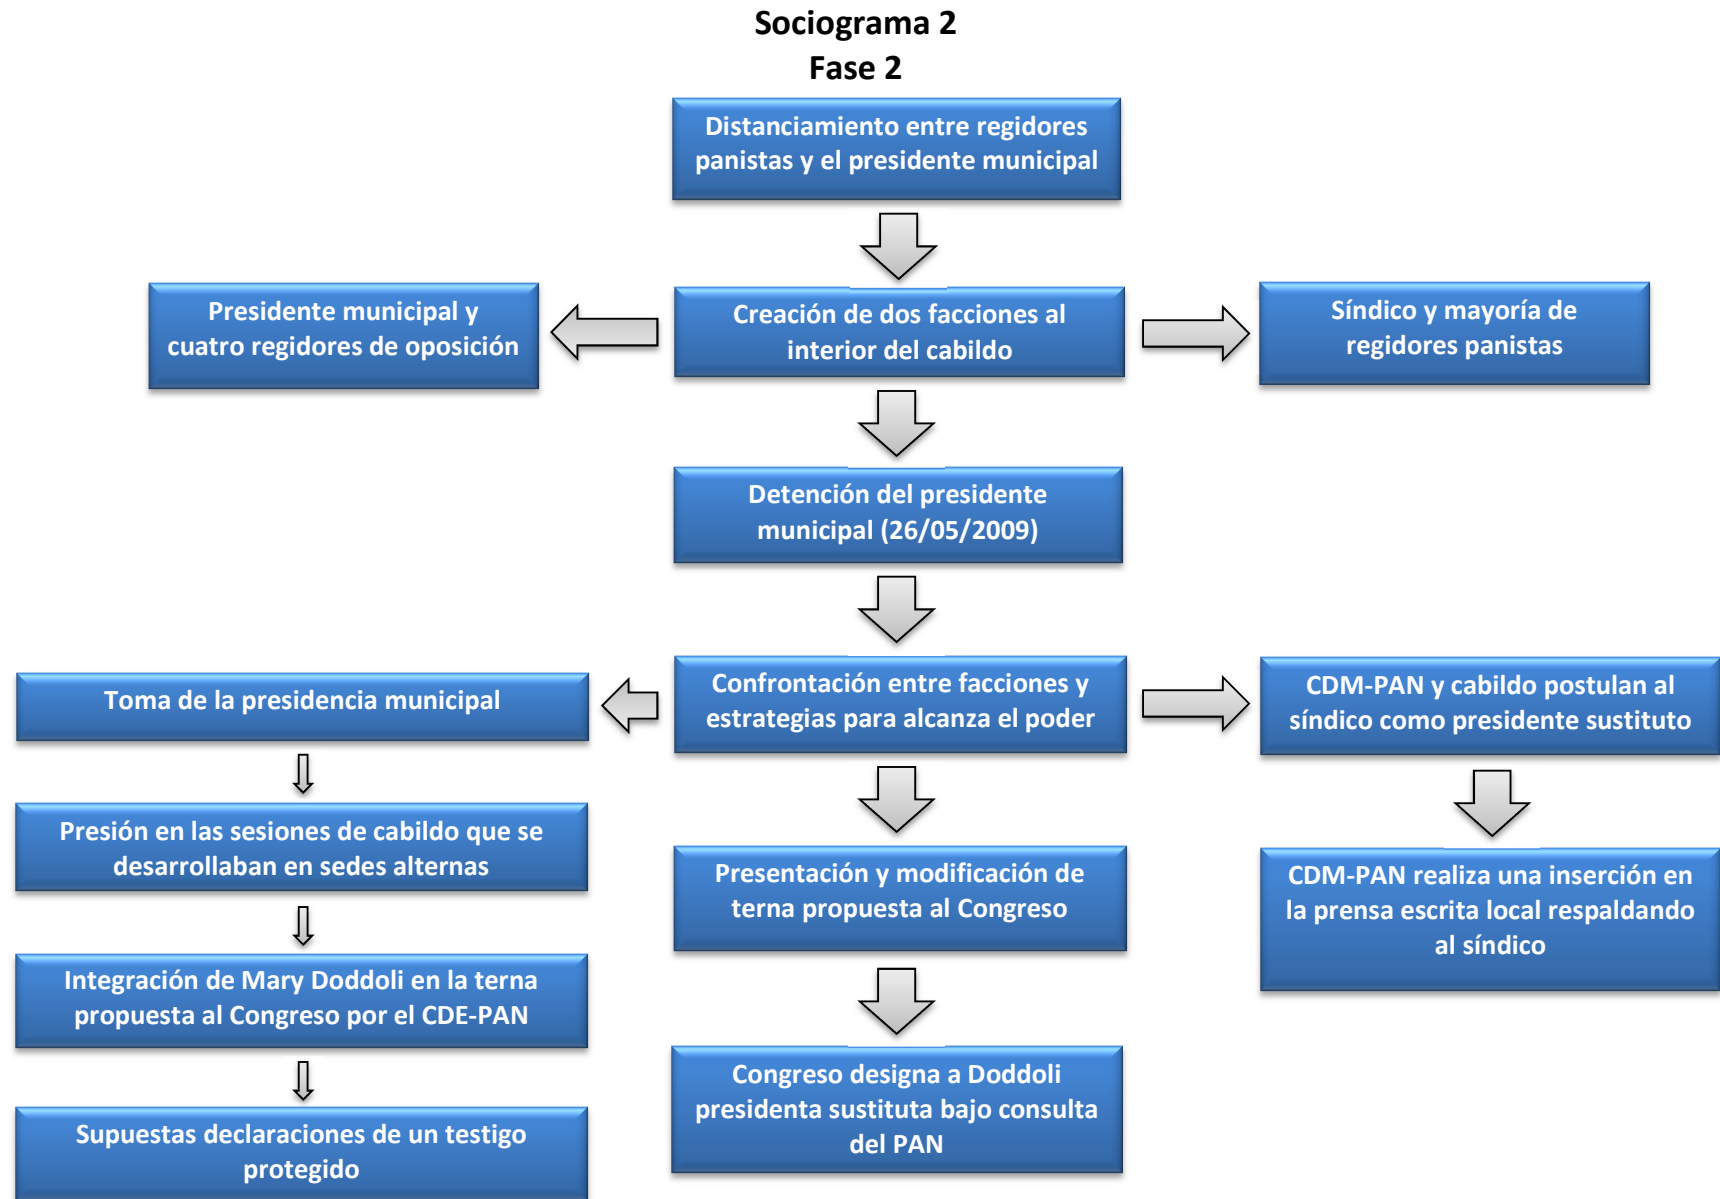 Sociograma 2
Fase 2
Distanciamiento entre regidores
panistas y el presidente municipal
Presidente municipal y
cuatro regidores de oposición
Creación de dos facciones al
interior del cabildo
Síndico y mayoría de
regidores panistas
Detención del presidente
municipal (26/05/2009)
Confrontación entre facciones y
estrategias para alcanza el poder
Toma de la presidencia municipal
Presión en las sesiones de cabildo que se
desarrollaban en sedes alternas
Integración de Mary Doddoli en la terna
propuesta al Congreso por el CDE-PAN
Supuestas declaraciones de un testigo
protegido
Presentación y modificación de
terna propuesta al Congreso
Congreso designa a Doddoli
presidenta sustituta bajo consulta
del PAN
CDM-PAN y cabildo postulan al
síndico como presidente sustituto
CDM-PAN realiza una inserción en
la prensa escrita local respaldando
al síndico